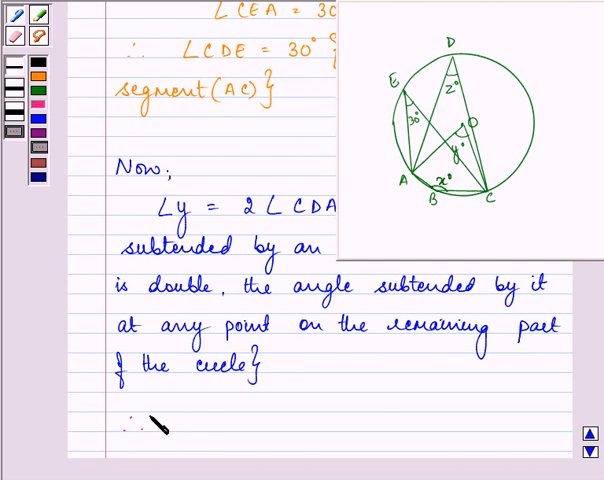 ∠CEA = 30
∴ ∠CDE = 30° {
segment (AC)}
Now;
∠y = 2 ∠CDA
subtended by an
is double, the angle subtended by it
at any point on the remaining part
of the circle}
∴
D
E
z°
30°
O
y°
A
x°
B
C